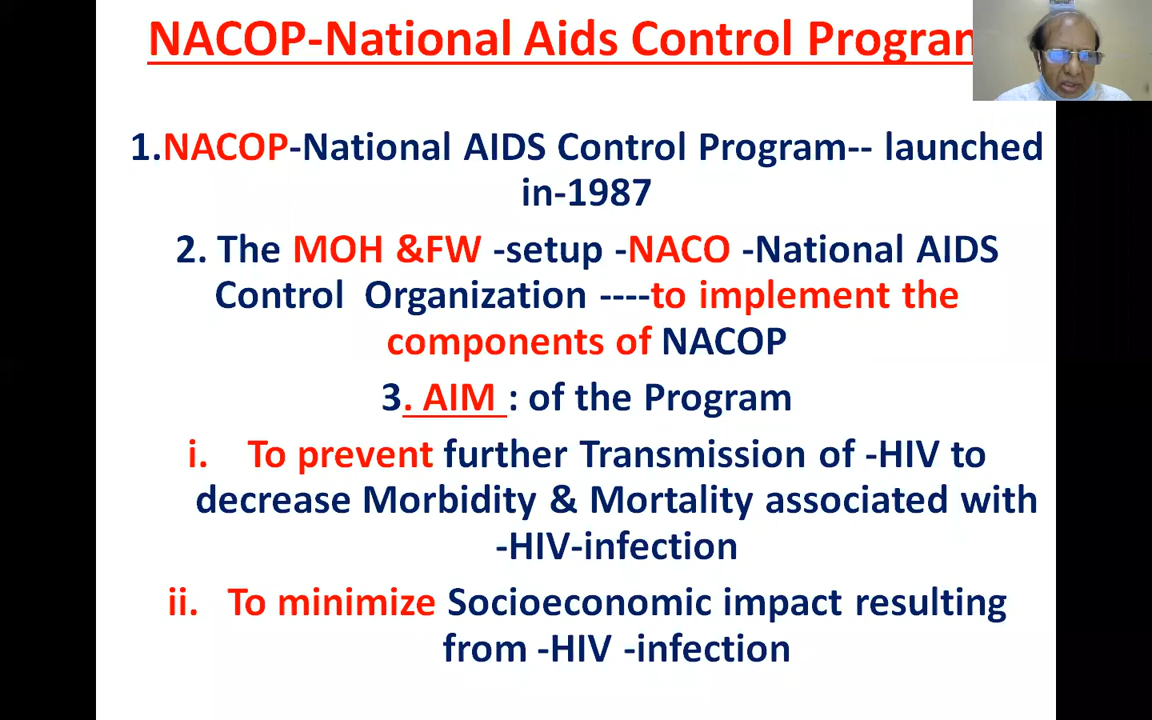 NACOP-National Aids Control Program
1.NACOP-National AIDS Control Program-- launched
in-1987
2. The MOH &FW -setup -NACO -National AIDS
Control Organization ----to implement the
components of NACOP
3. AIM : of the Program
i. To prevent further Transmission of -HIV to
decrease Morbidity & Mortality associated with
-HIV-infection
ii. To minimize Socioeconomic impact resulting
from -HIV -infection